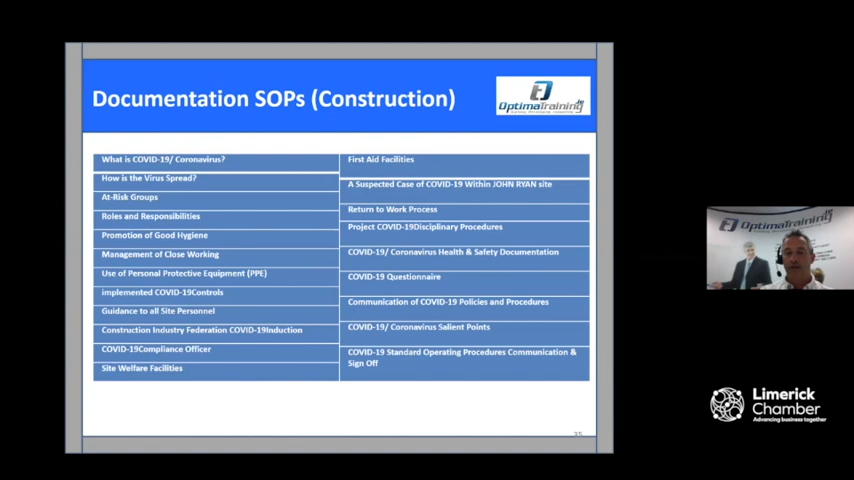 Documentation SOPs (Construction)
OptimaTraining.ie
What is COVID-19/ Coronavirus?
How is the Virus Spread?
At-Risk Groups
Roles and Responsibilities
Promotion of Good Hygiene
Management of Close Working
Use of Personal Protective Equipment (PPE)
implemented COVID-19Controls
Guidance to all Site Personnel
Construction Industry Federation COVID-19Induction
COVID-19Compliance Officer
Site Welfare Facilities
First Aid Facilities
A Suspected Case of COVID-19 Within JOHN RYAN site
Return to Work Process
Project COVID-19Disciplinary Procedures
COVID-19/ Coronavirus Health & Safety Documentation
COVID-19 Questionnaire
Communication of COVID-19 Policies and Procedures
COVID-19/ Coronavirus Salient Points
COVID-19 Standard Operating Procedures Communication &
Sign Off
35
OptimaTraining
Limerick
Chamber
Advancing business together